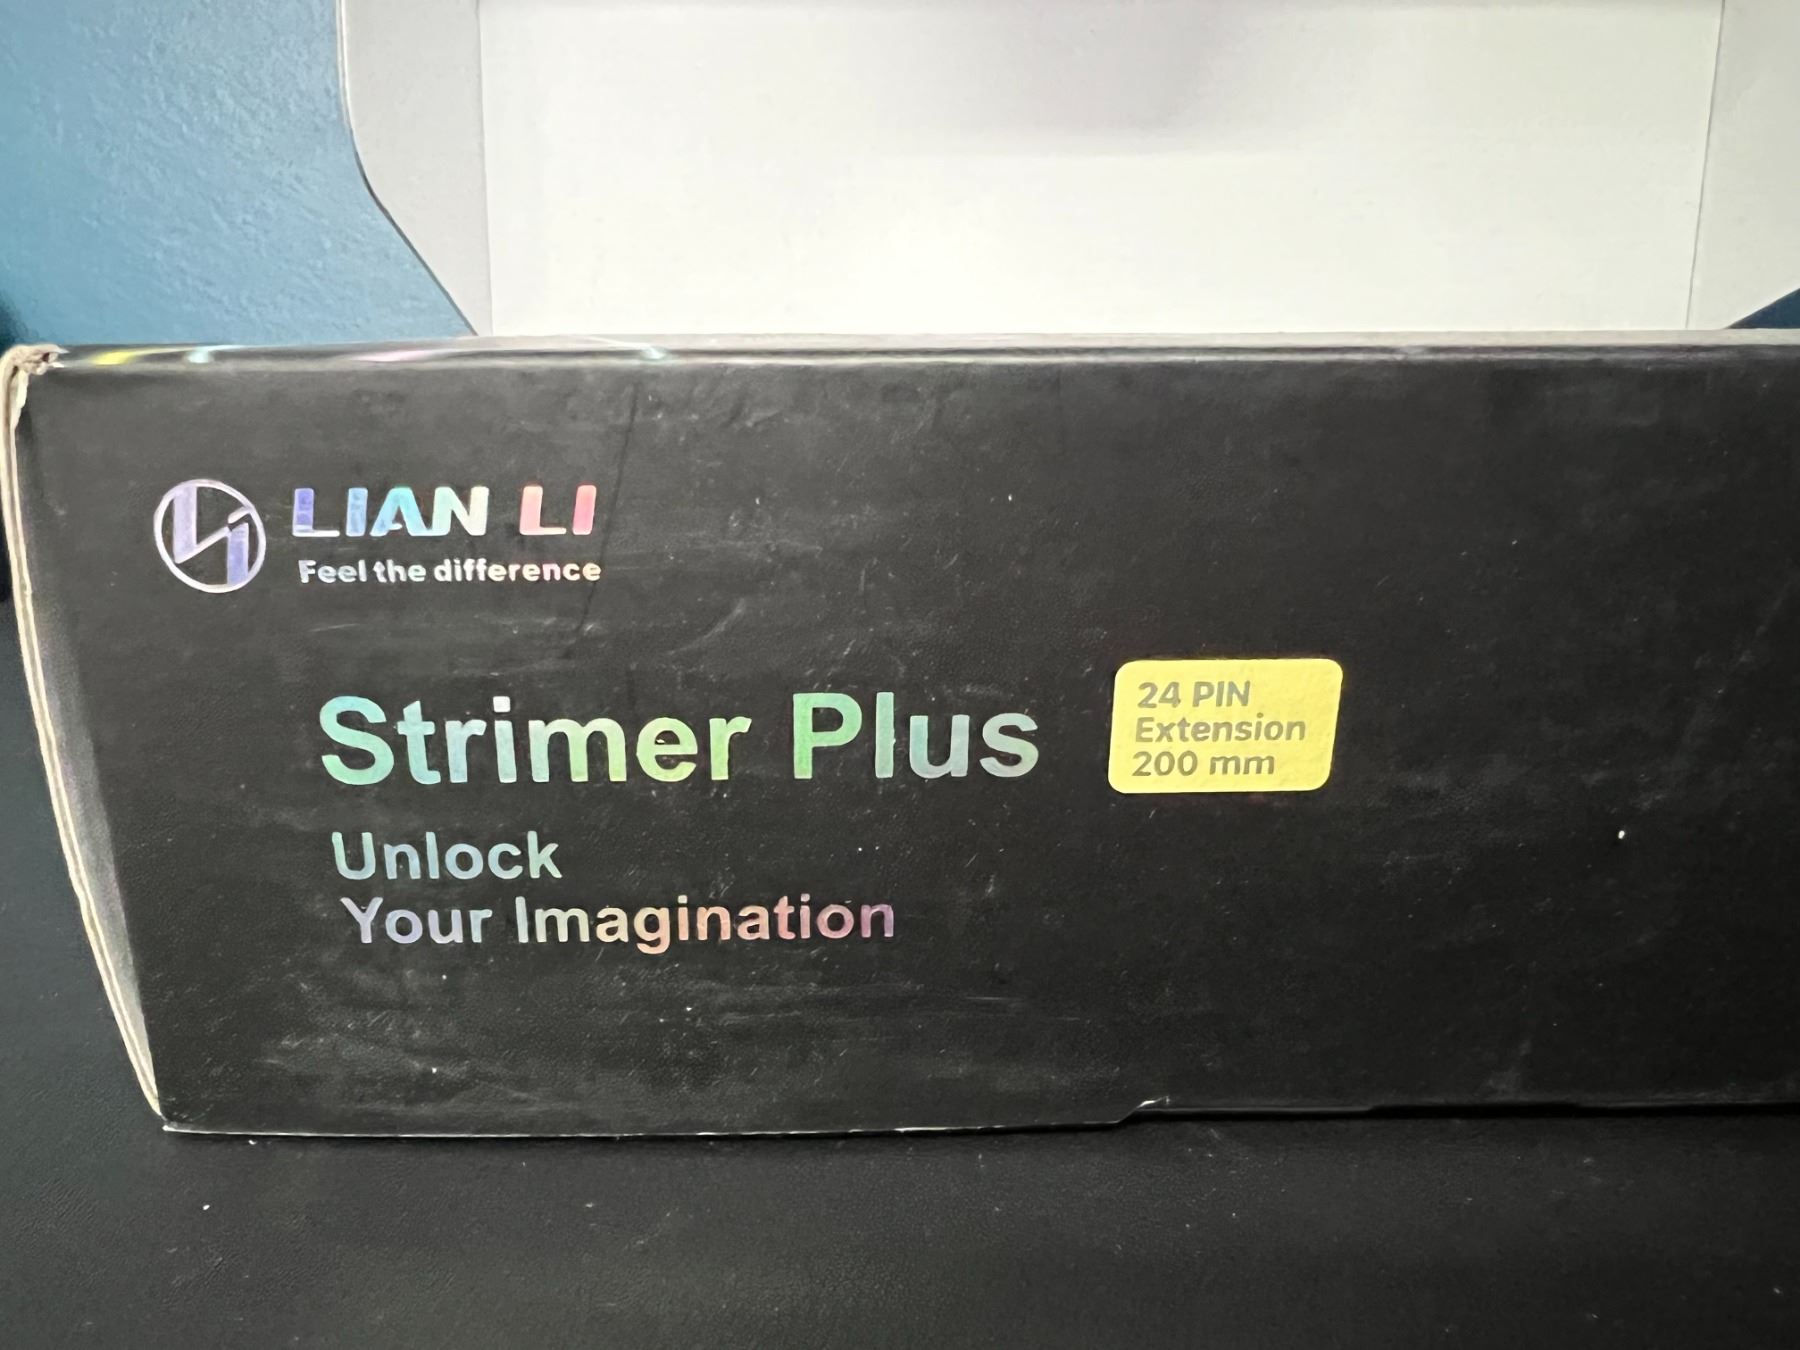 LIAN LI
Feel the difference
Strimer Plus
24 PIN
Extension
200 mm
Unlock
Your Imagination